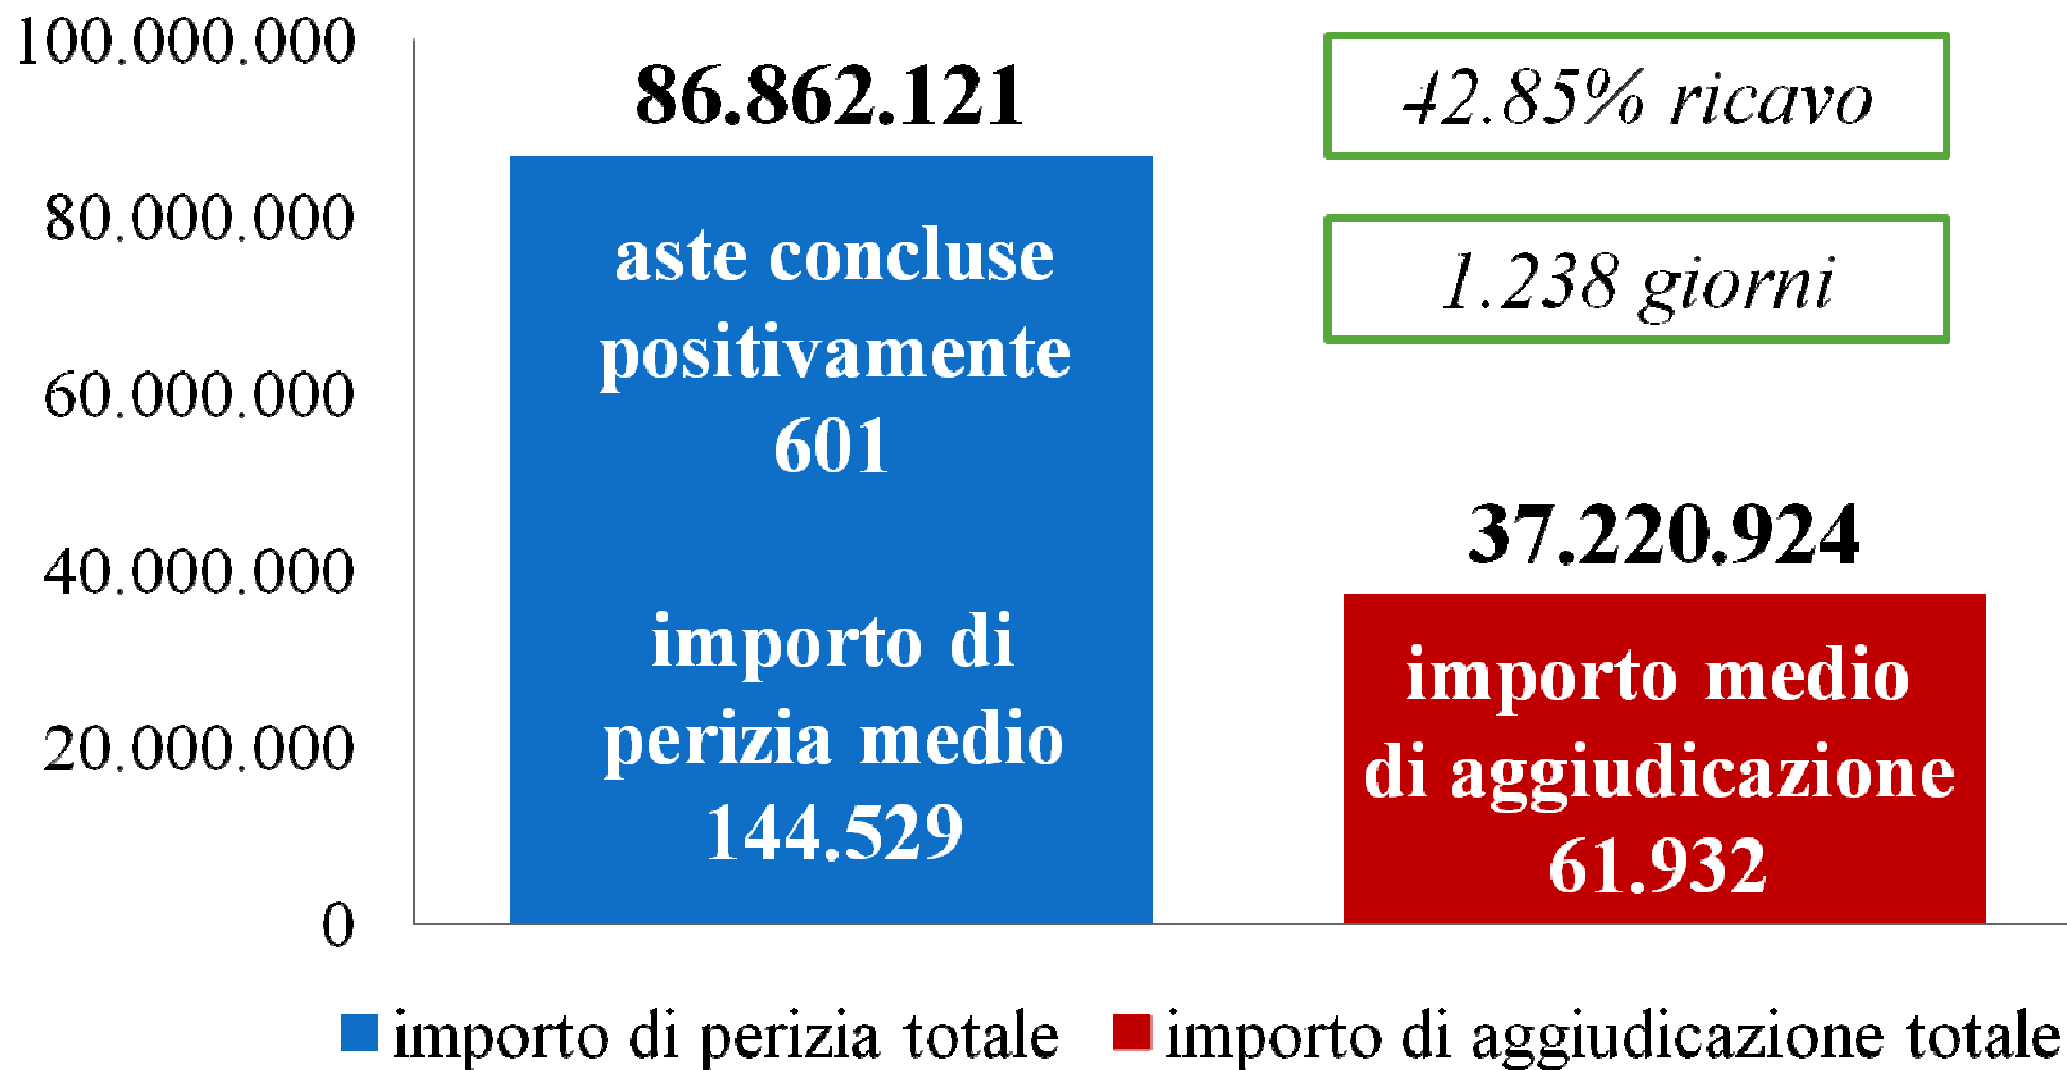 100.000.000
80.000.000
60.000.000
40.000.000
20.000.000
0
86.862.121
aste concluse
positivamente
601
importo di
perizia medio
144.529
42.85% ricavo
1.238 giorni
37.220.924
importo medio
di aggiudicazione
61.932
importo di perizia totale
importo di aggiudicazione totale